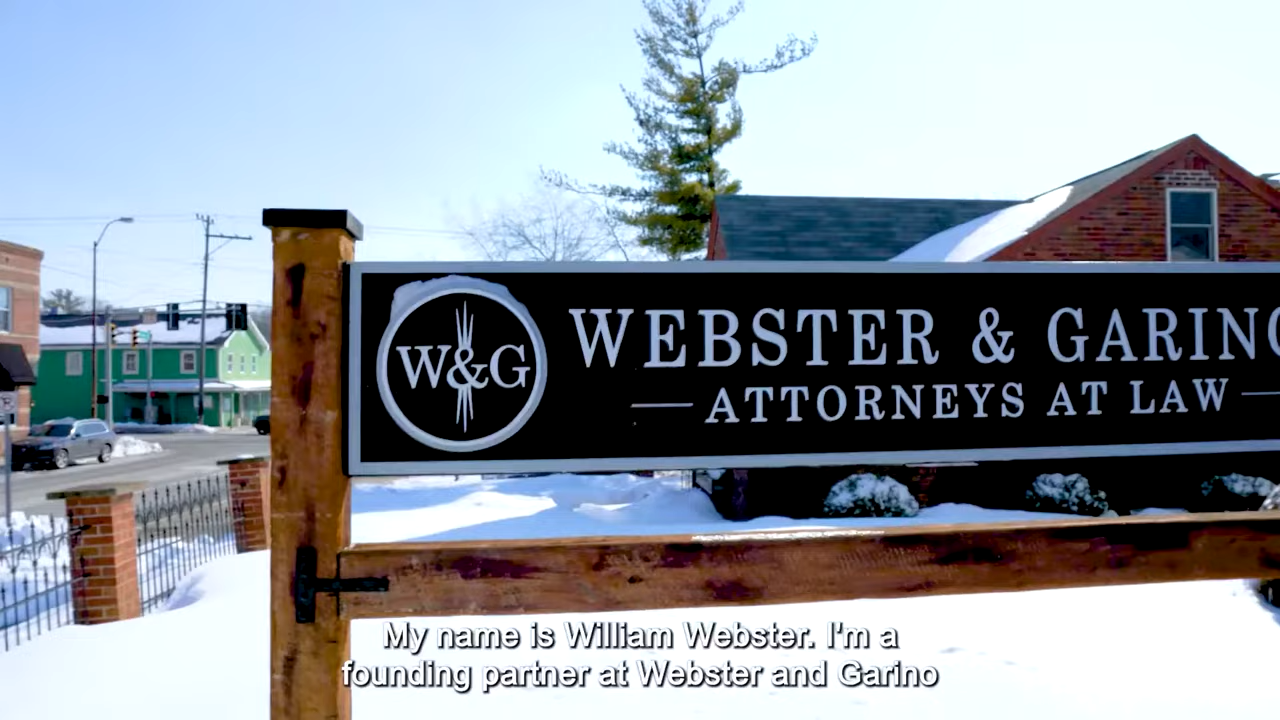 W&G
WEBSTER & GARINO
ATTORNEYS AT LAW
My name is William Webster. I'm a
founding partner at Webster and Garino